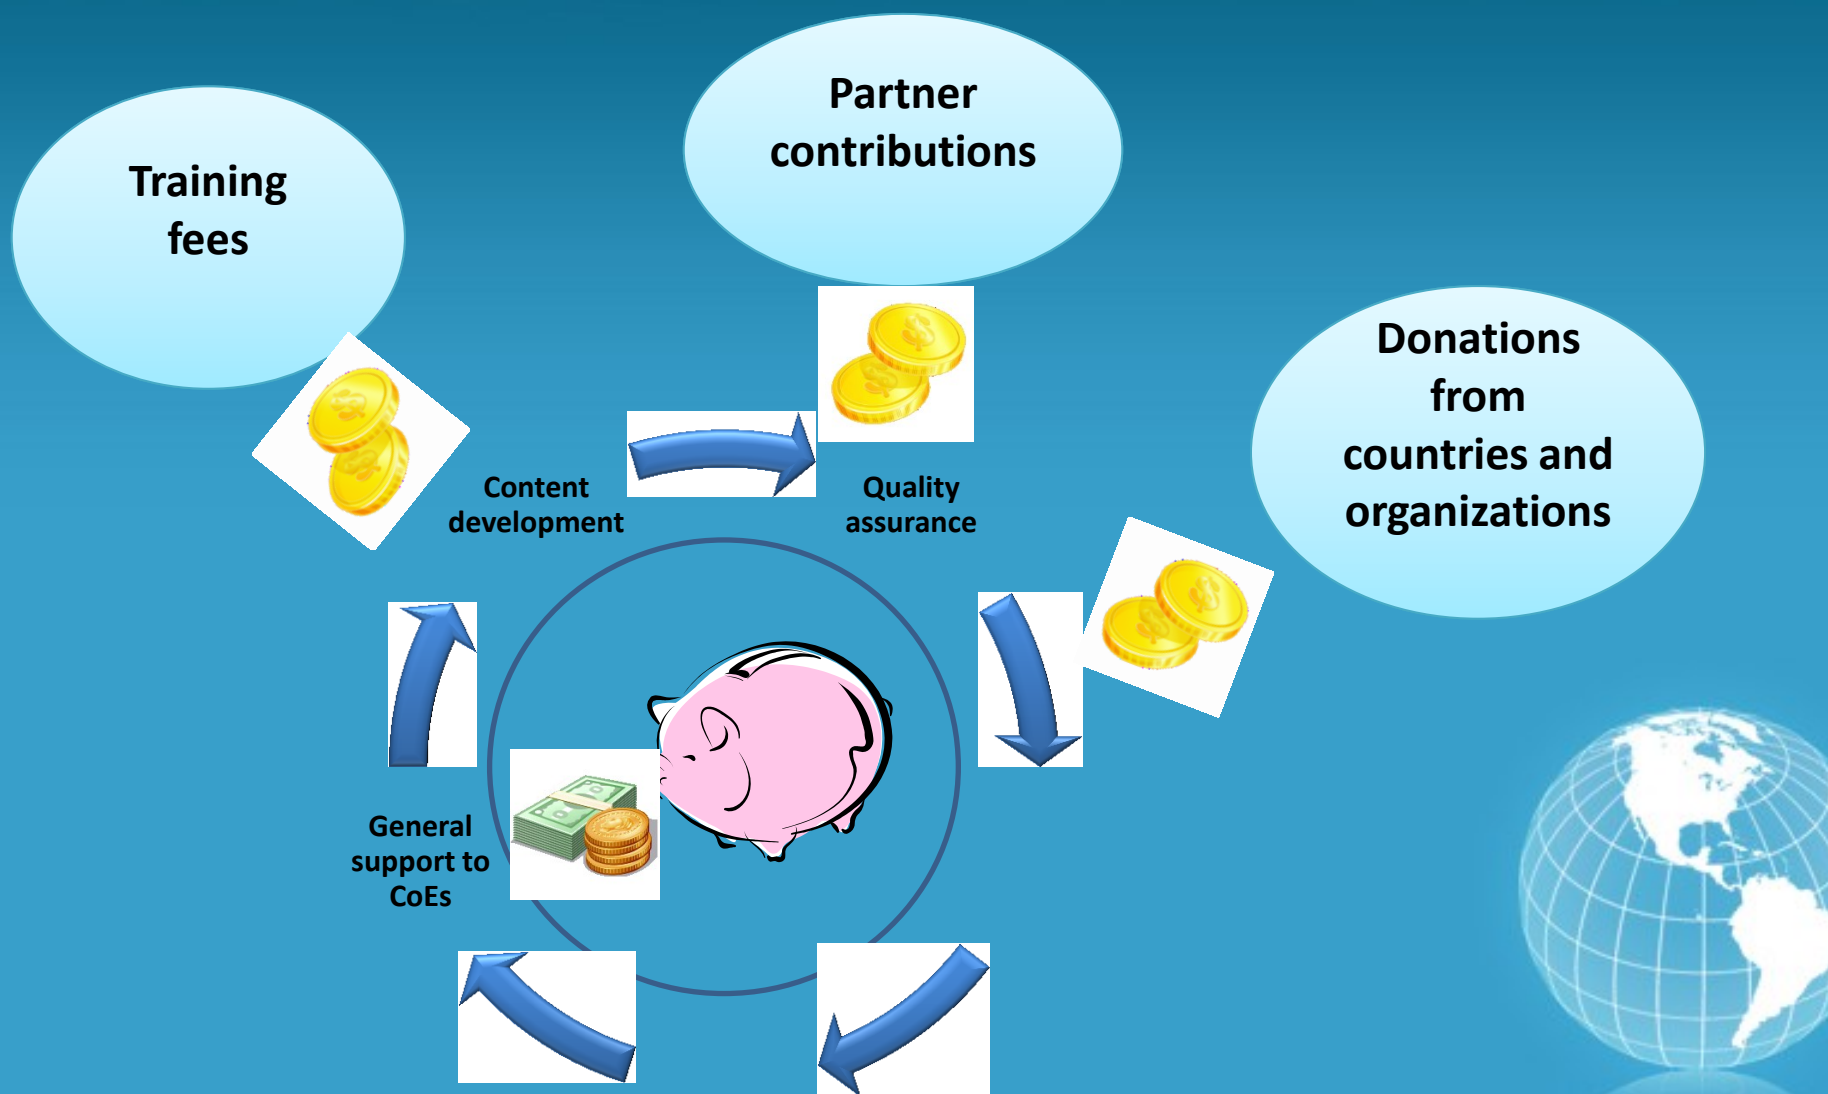 Partner
contributions
Training
fees
Donations
from
countries and
organizations
Content
development
Quality
assurance
General
support to
CoEs